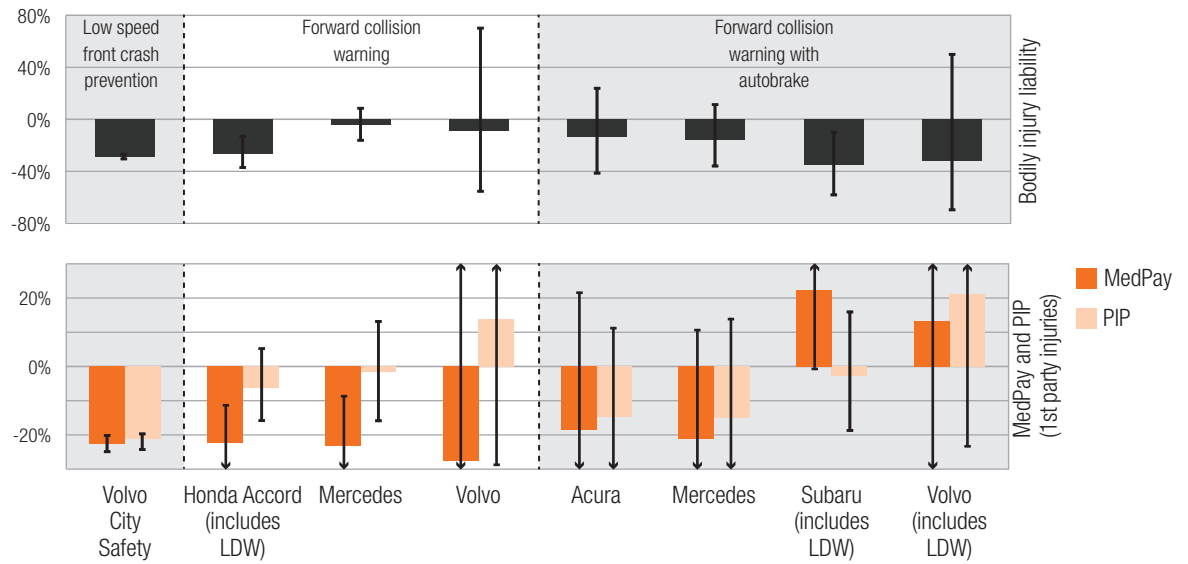 80%
40%
0%
-40%
-80%
Low speed
front crash
prevention
Forward collision
warning
Forward collision
warning with
autobrake
Bodily injury liability
20%
0%
-20%
MedPay and PIP
(1st party injuries)
MedPay
PIP
Volvo
City
Safety
Honda Accord
(includes
LDW)
Mercedes
Volvo
Acura
Mercedes
Subaru
(includes
LDW)
Volvo
(includes
LDW)